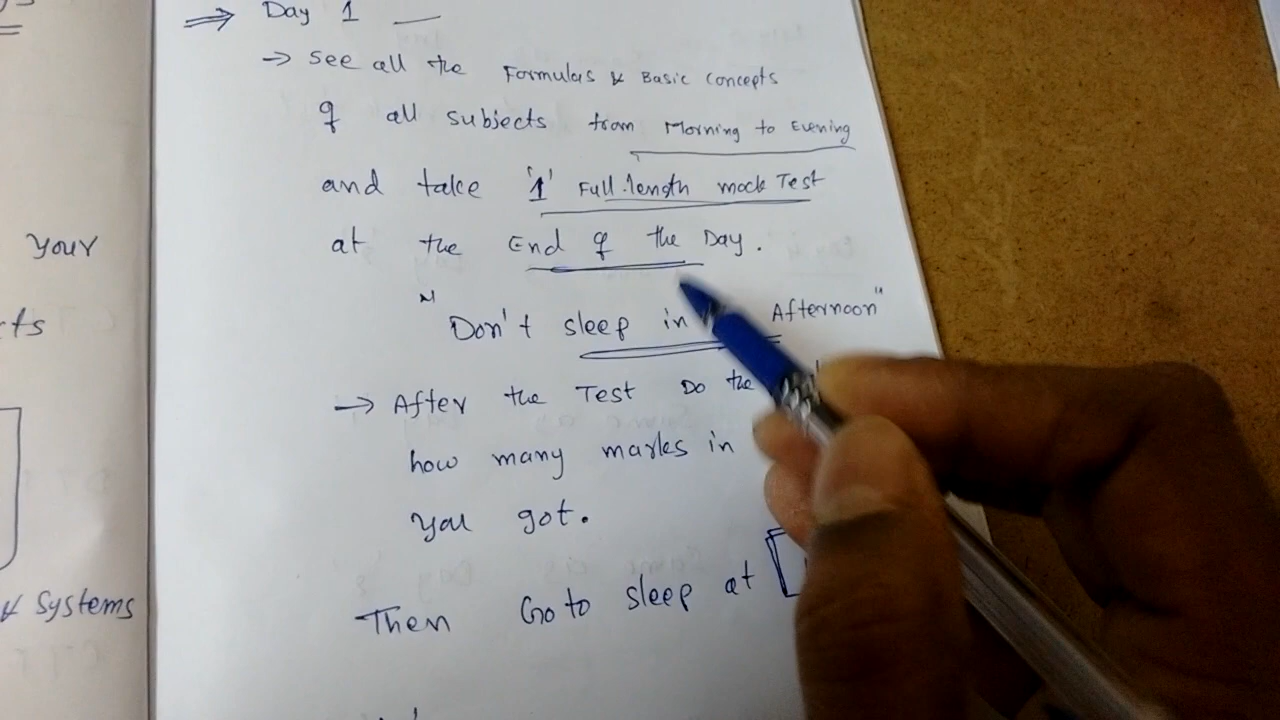 ⇒ Day 1
→ see all the Formulas & Basic concepts
of all subjects from Morning to Evening
and take '1' Full-length mock Test
at the End of the Day.
"Don't sleep in Afternoon"
→ After the Test Do the
how many marks in
you got.
Then Go to sleep at
your
cts
& Systems